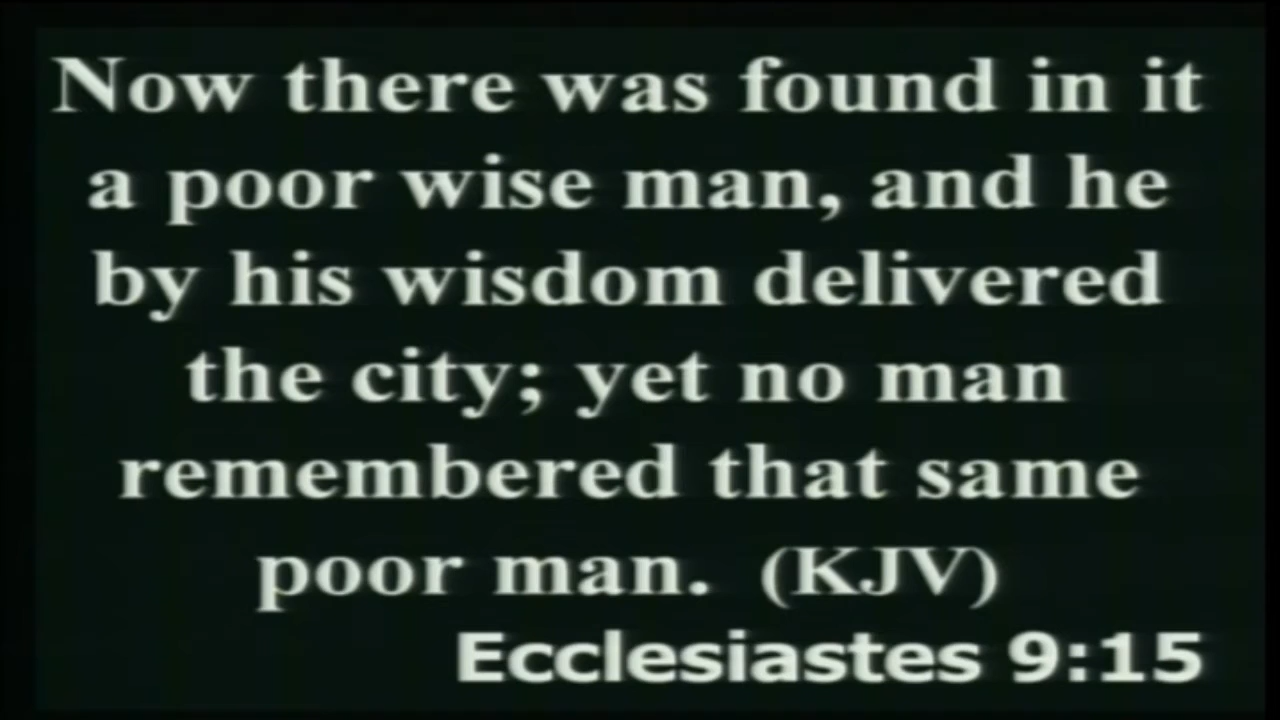 Now there was found in it
a poor wise man, and he
by his wisdom delivered
the city; yet no man
remembered that same
poor man. (KJV)
Ecclesiastes 9:15